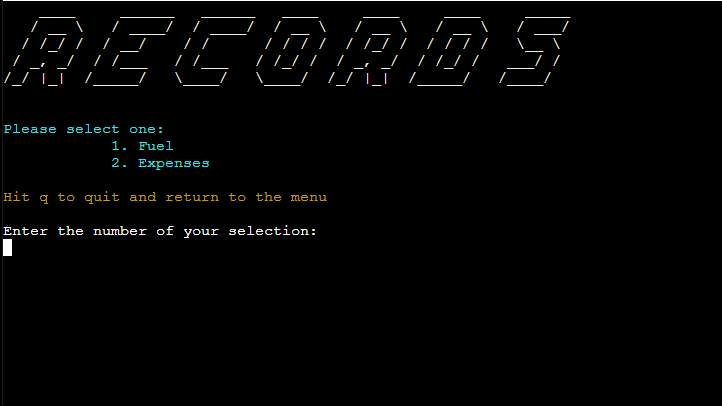 RECORDS
Please select one:
1. Fuel
2. Expenses
Hit q to quit and return to the menu
Enter the number of your selection: